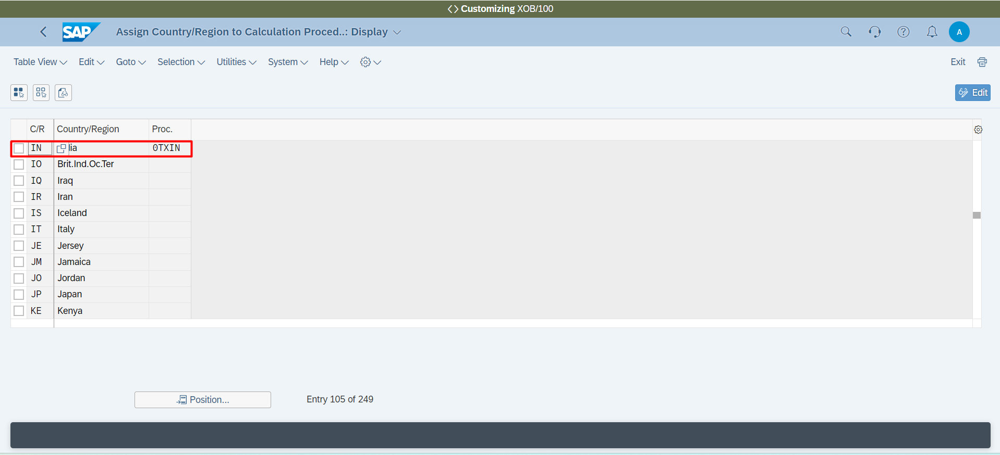 Customizing XOB/100
SAP Assign Country/Region to Calculation Proced..: Display A
Table View Edit Goto Selection Utilities System Help Exit
Edit
C/R Country/Region Proc.
IN lia 0TXIN
IO Brit.Ind.Oc.Ter
IQ Iraq
IR Iran
IS Iceland
IT Italy
JE Jersey
JM Jamaica
JO Jordan
JP Japan
KE Kenya
Position... Entry 105 of 249